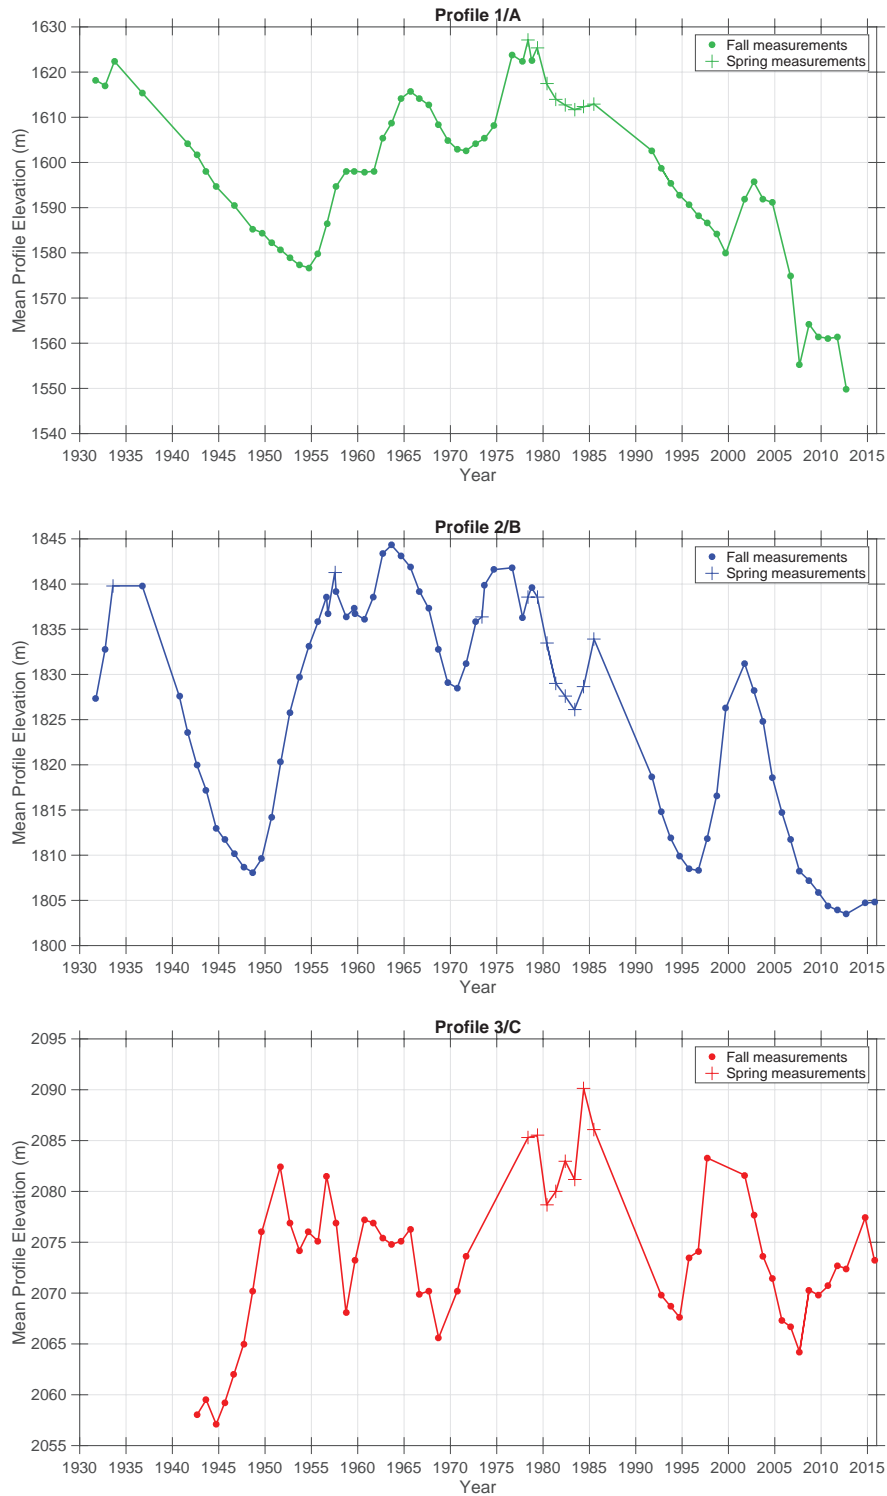 Profile 1/A
1630
1620
1610
1600
1590
1580
1570
1560
1550
1540
Mean Profile Elevation (m)
Fall measurements
Spring measurements
1930 1935 1940 1945 1950 1955 1960 1965 1970 1975 1980 1985 1990 1995 2000 2005 2010 2015
Year
Profile 2/B
1845
1840
1835
1830
1825
1820
1815
1810
1805
1800
Mean Profile Elevation (m)
Fall measurements
Spring measurements
1930 1935 1940 1945 1950 1955 1960 1965 1970 1975 1980 1985 1990 1995 2000 2005 2010 2015
Year
Profile 3/C
2095
2090
2085
2080
2075
2070
2065
2060
2055
Mean Profile Elevation (m)
Fall measurements
Spring measurements
1930 1935 1940 1945 1950 1955 1960 1965 1970 1975 1980 1985 1990 1995 2000 2005 2010 2015
Year